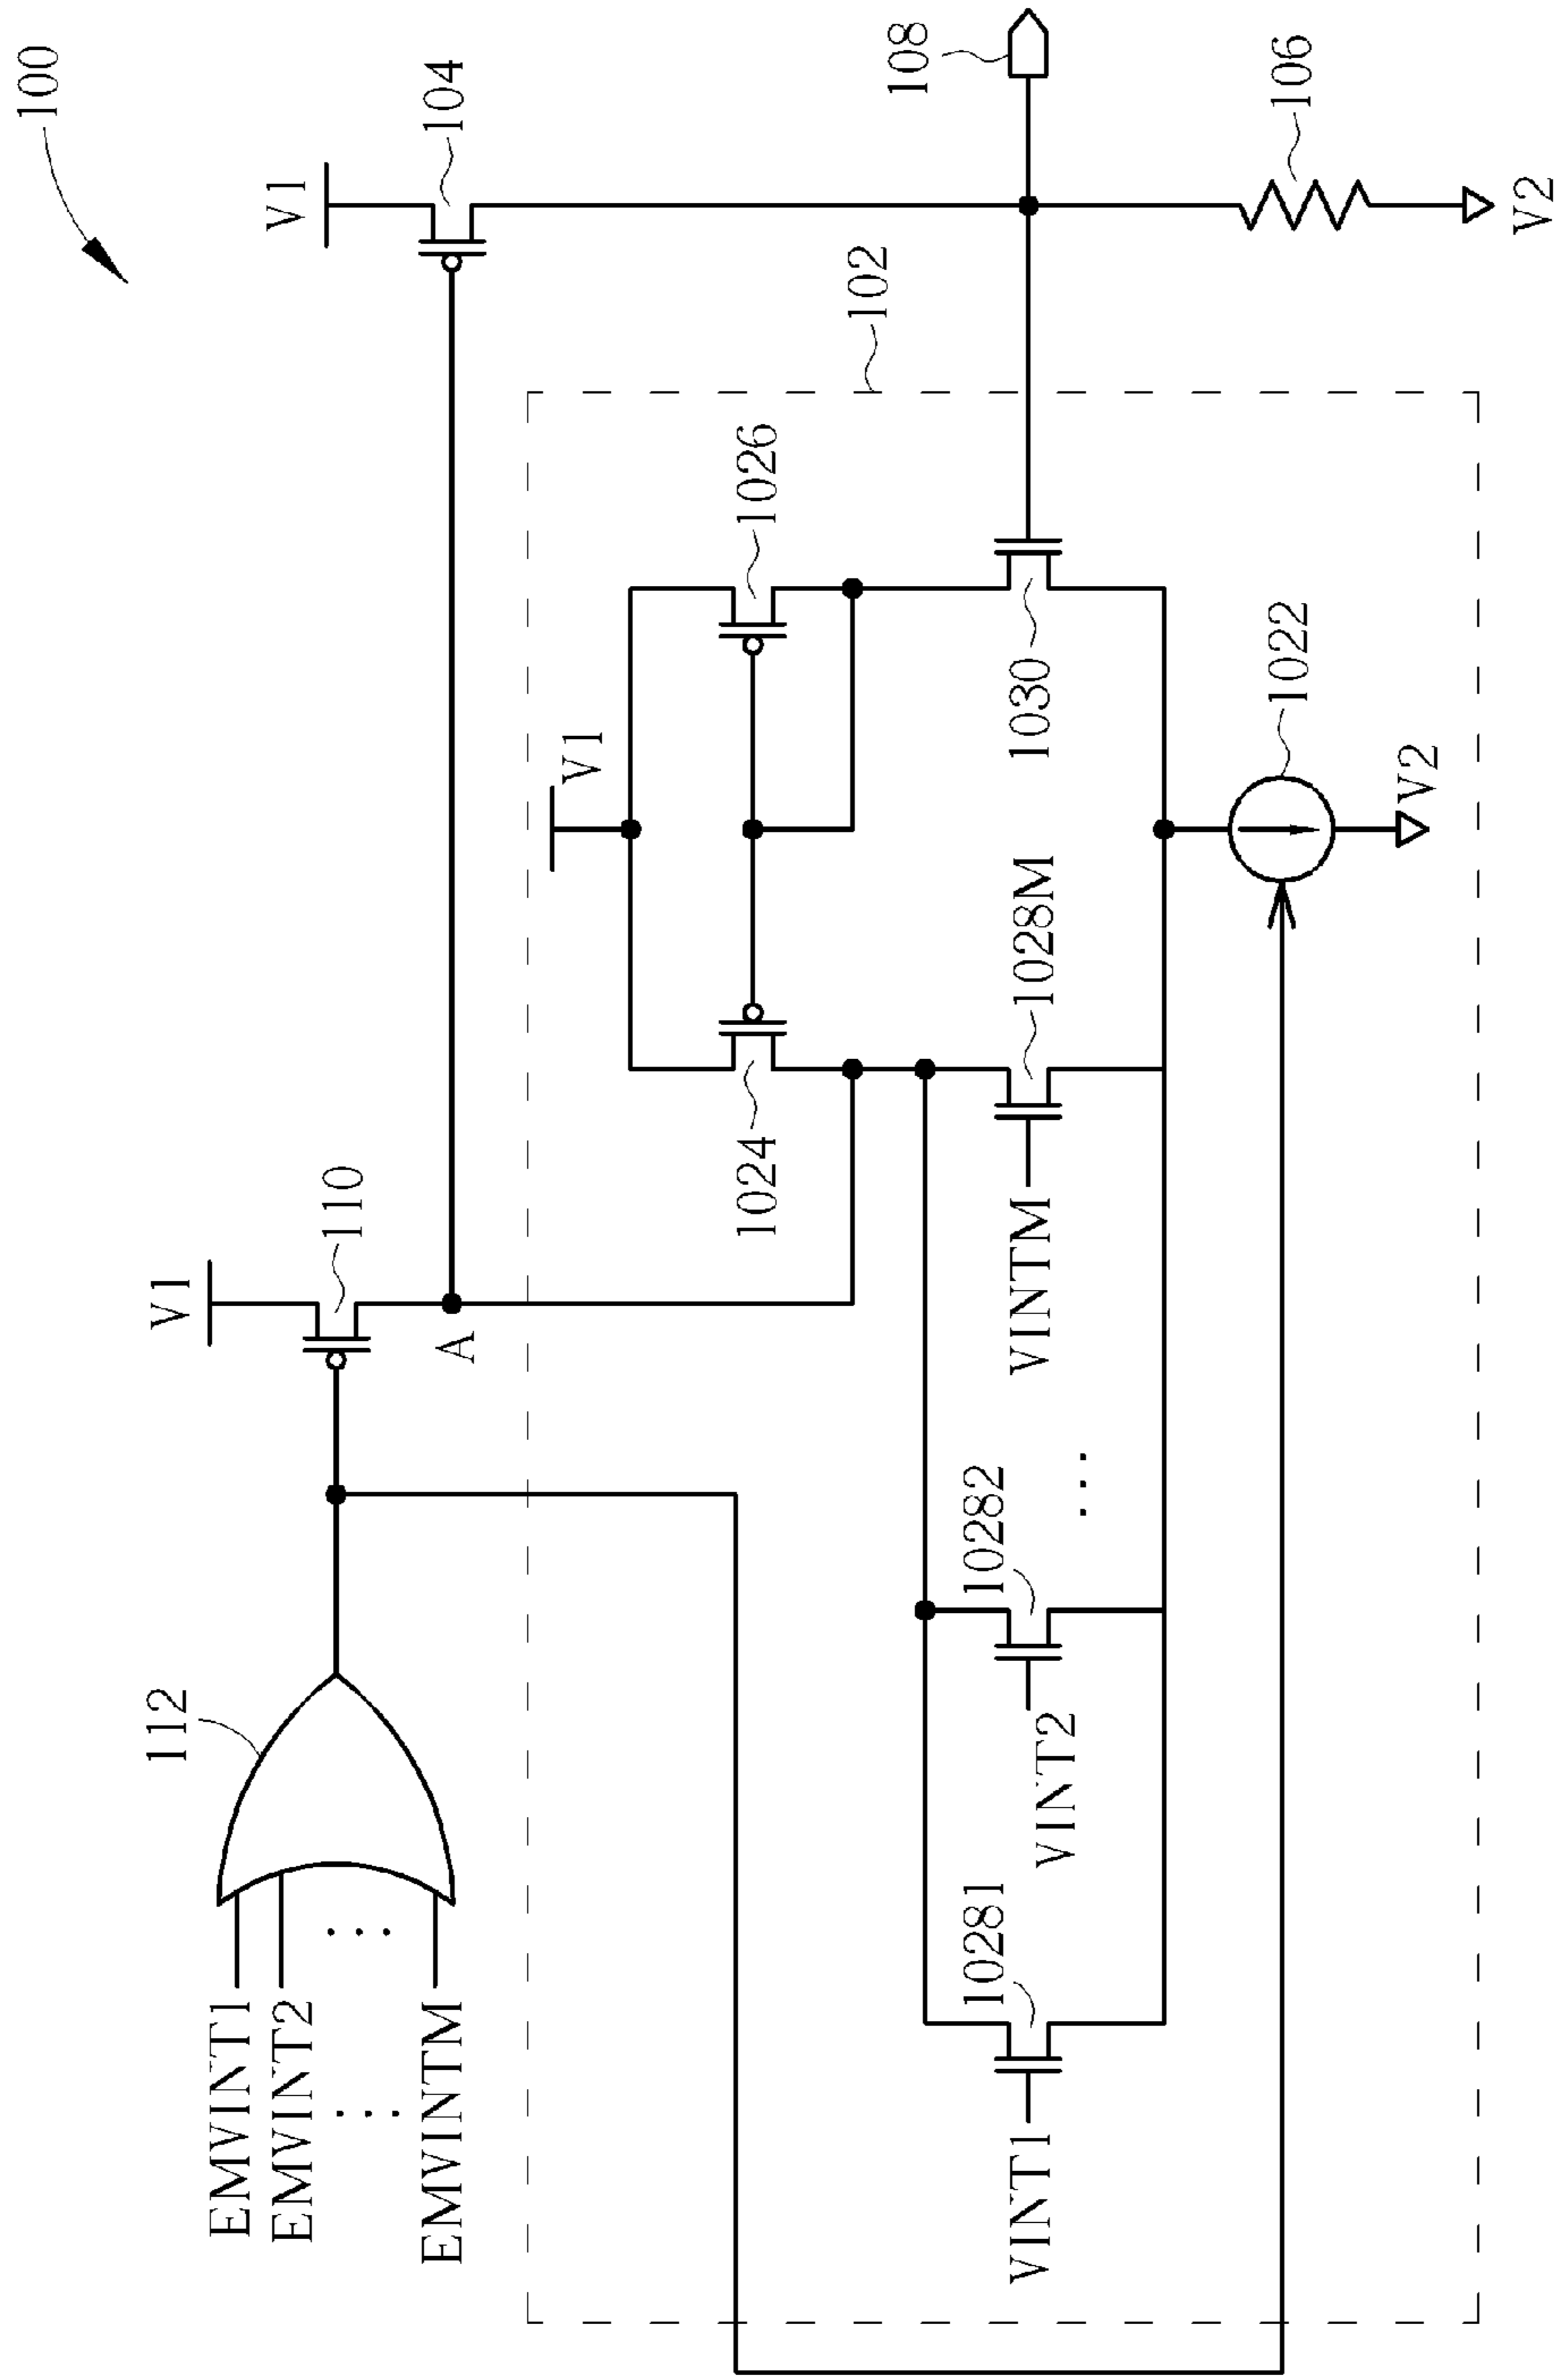 100
V1
104
108
106
V2
102
1026
V1
1030
1022
V2
1028M
1024
VINTM
V1
110
A
10282
...
VINT2
112
10281
VINT1
EMVINT1
EMVINT2
...
...
EMVINTM